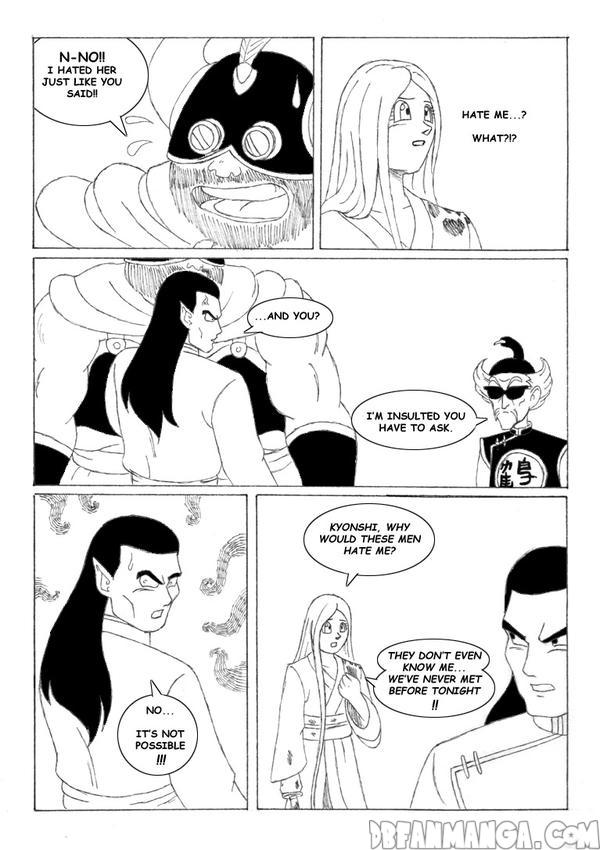 N-NO!!
I HATED HER
JUST LIKE YOU
SAID!!
HATE ME...?
WHAT?!?
...AND YOU?
I'M INSULTED YOU
HAVE TO ASK.
NO...
IT'S NOT
POSSIBLE
!!!
KYONSHI, WHY
WOULD THESE MEN
HATE ME?
THEY DON'T EVEN
KNOW ME...
WE'VE NEVER MET
BEFORE TONIGHT
!!
DBFANMANGA.COM